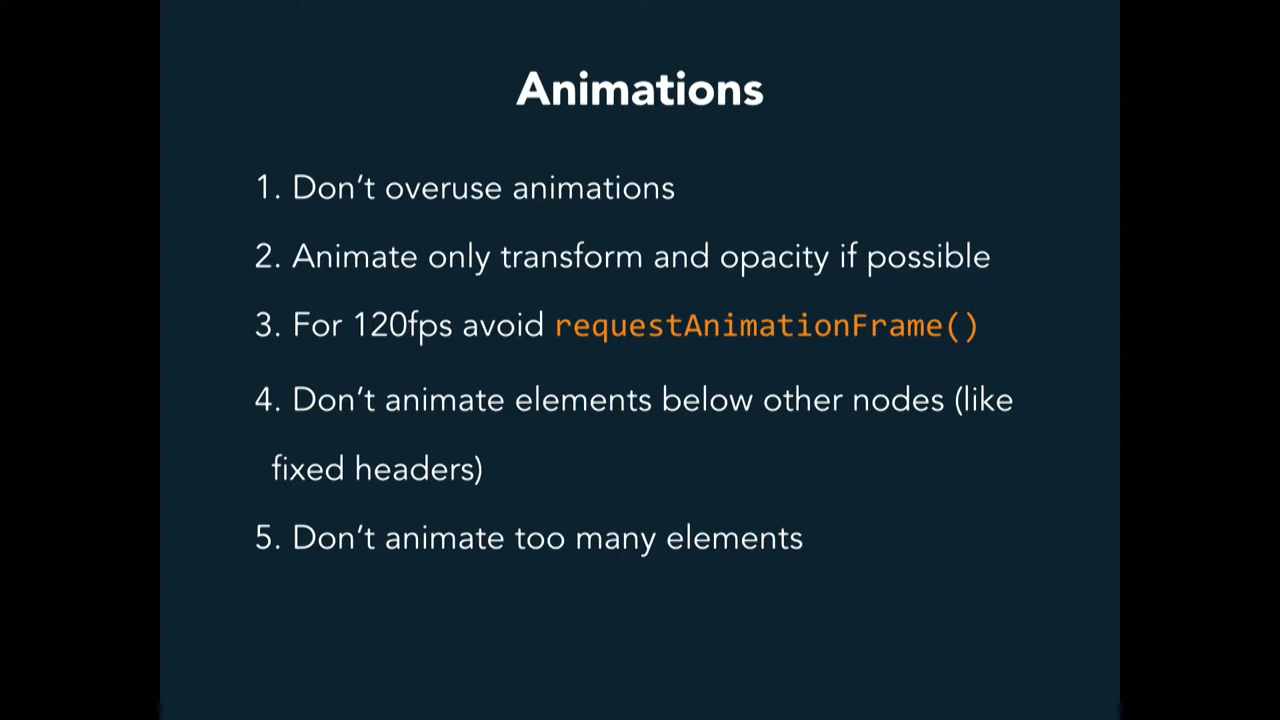 Animations
1. Don’t overuse animations
2. Animate only transform and opacity if possible
3. For 120fps avoid requestAnimationFrame()
4. Don’t animate elements below other nodes (like
fixed headers)
5. Don’t animate too many elements